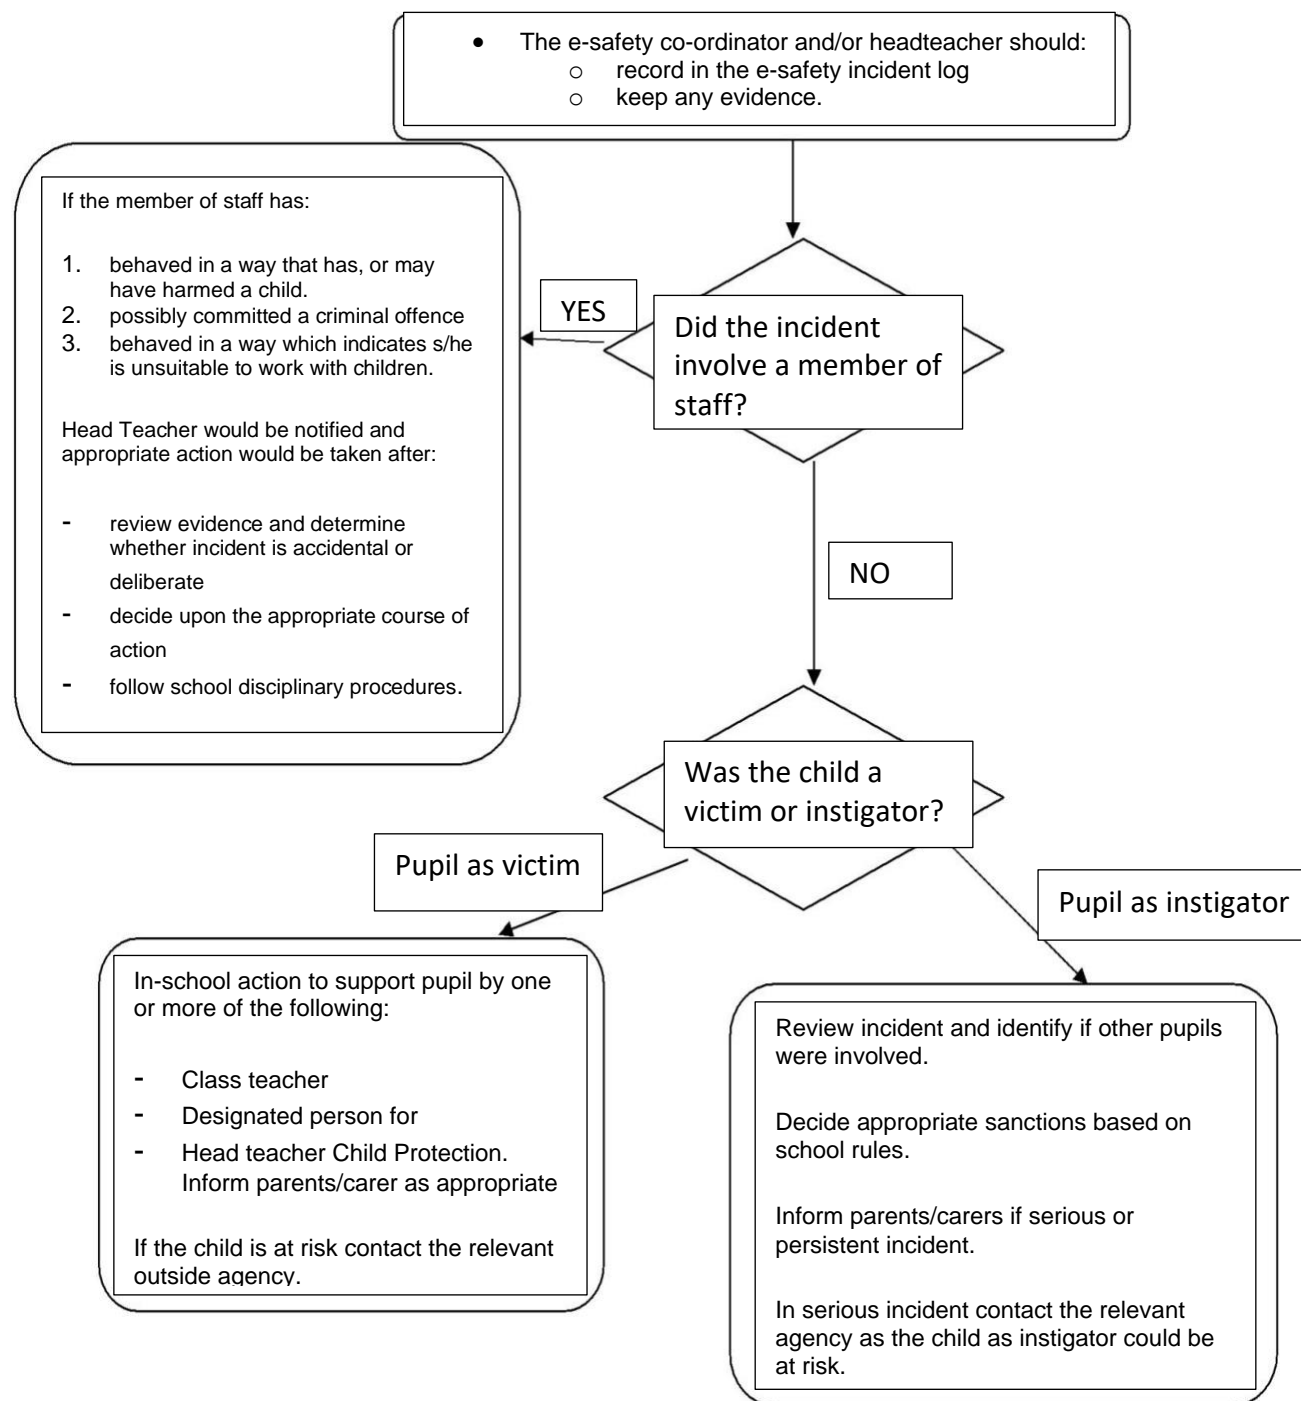 • The e-safety co-ordinator and/or headteacher should:
o record in the e-safety incident log
o keep any evidence.
If the member of staff has:
1. behaved in a way that has, or may
have harmed a child.
2. possibly committed a criminal offence
3. behaved in a way which indicates s/he
is unsuitable to work with children.
Head Teacher would be notified and
appropriate action would be taken after:
- review evidence and determine
whether incident is accidental or
deliberate
- decide upon the appropriate course of
action
- follow school disciplinary procedures.
YES
Did the incident
involve a member of
staff?
NO
Was the child a
victim or instigator?
Pupil as victim
Pupil as instigator
In-school action to support pupil by one
or more of the following:
- Class teacher
- Designated person for
- Head teacher Child Protection.
Inform parents/carer as appropriate
If the child is at risk contact the relevant
outside agency.
Review incident and identify if other pupils
were involved.
Decide appropriate sanctions based on
school rules.
Inform parents/carers if serious or
persistent incident.
In serious incident contact the relevant
agency as the child as instigator could be
at risk.